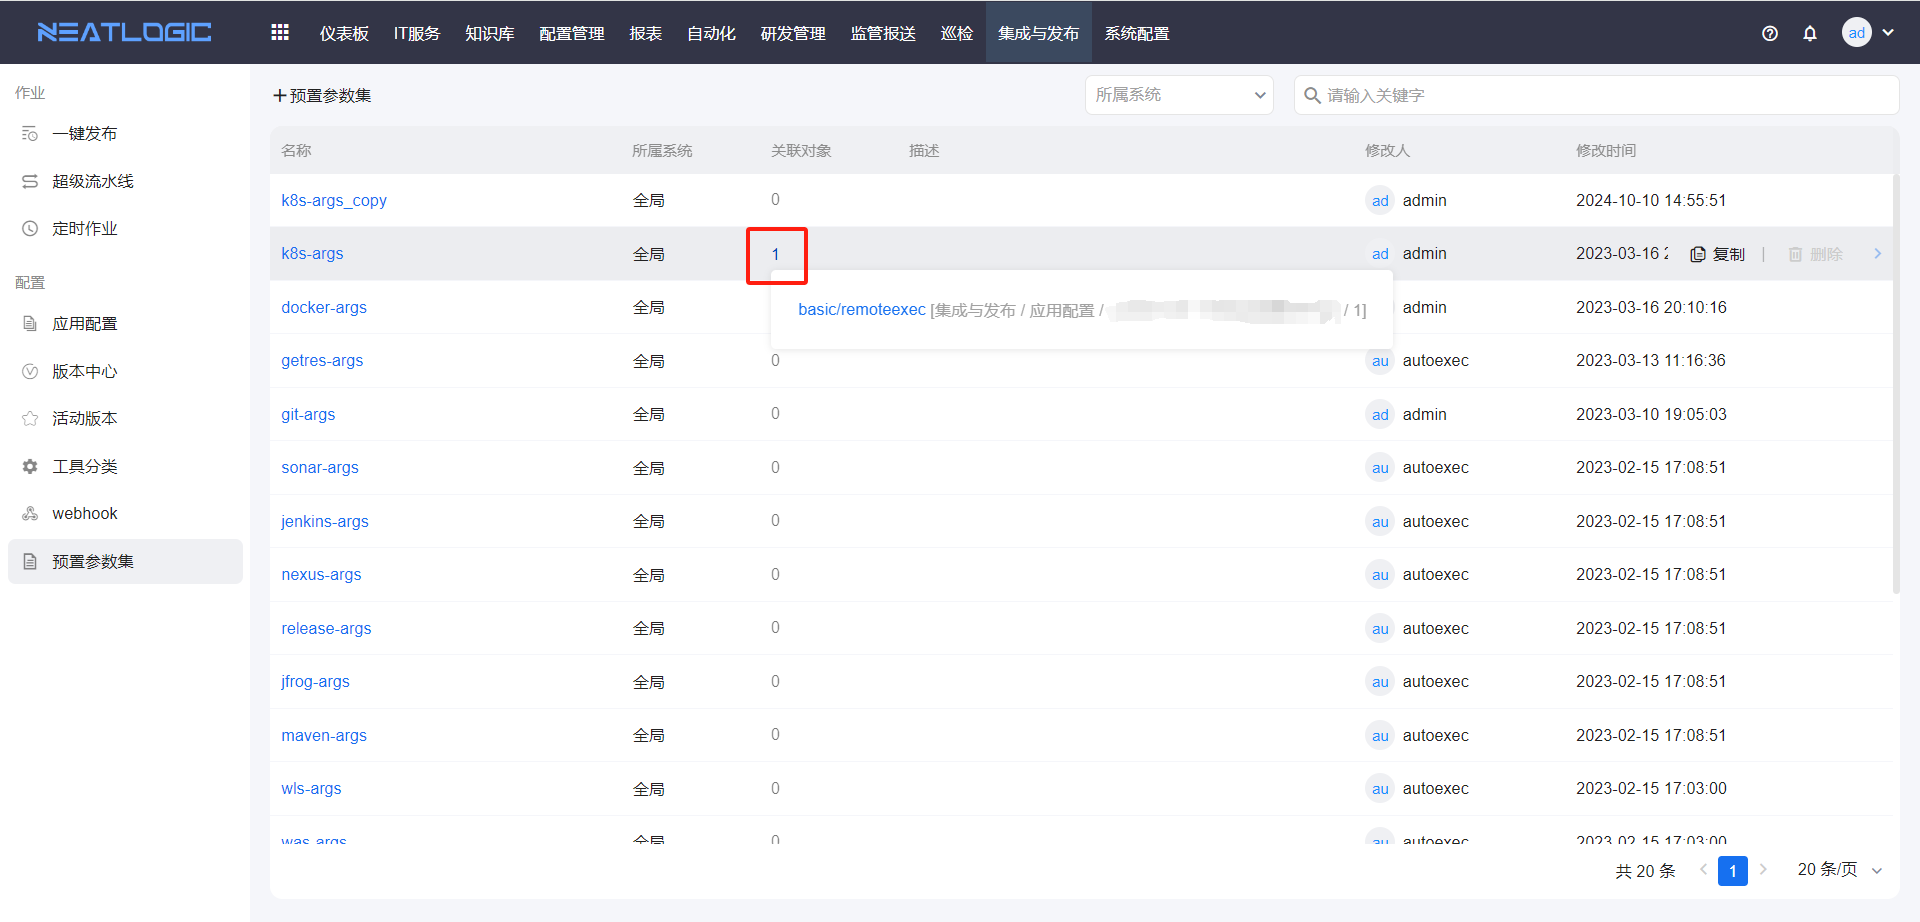 NEATLOGIC 仪表板 IT服务 知识库 配置管理 报表 自动化 研发管理 监管报送 巡检 集成与发布 系统配置 ad
作业
一键发布
超级流水线
定时作业
配置
应用配置
版本中心
活动版本
工具分类
webhook
预置参数集
预置参数集 所属系统 请输入关键字
名称 所属系统 关联对象 描述 修改人 修改时间
k8s-args_copy 全局 0 ad admin 2024-10-10 14:55:51
k8s-args 全局 1 ad admin 2023-03-16 复制 | 删除
docker-args 全局 admin 2023-03-16 20:10:16
basic/remoteexec [集成与发布 / 应用配置 / / 1]
getres-args 全局 0 au autoexec 2023-03-13 11:16:36
git-args 全局 0 ad admin 2023-03-10 19:05:03
sonar-args 全局 0 au autoexec 2023-02-15 17:08:51
jenkins-args 全局 0 au autoexec 2023-02-15 17:08:51
nexus-args 全局 0 au autoexec 2023-02-15 17:08:51
release-args 全局 0 au autoexec 2023-02-15 17:08:51
jfrog-args 全局 0 au autoexec 2023-02-15 17:08:51
maven-args 全局 0 au autoexec 2023-02-15 17:08:51
wls-args 全局 0 au autoexec 2023-02-15 17:03:00
was-args 全局 0 au autoexec 2023-02-15 17:03:00
共 20 条 1 20 条/页